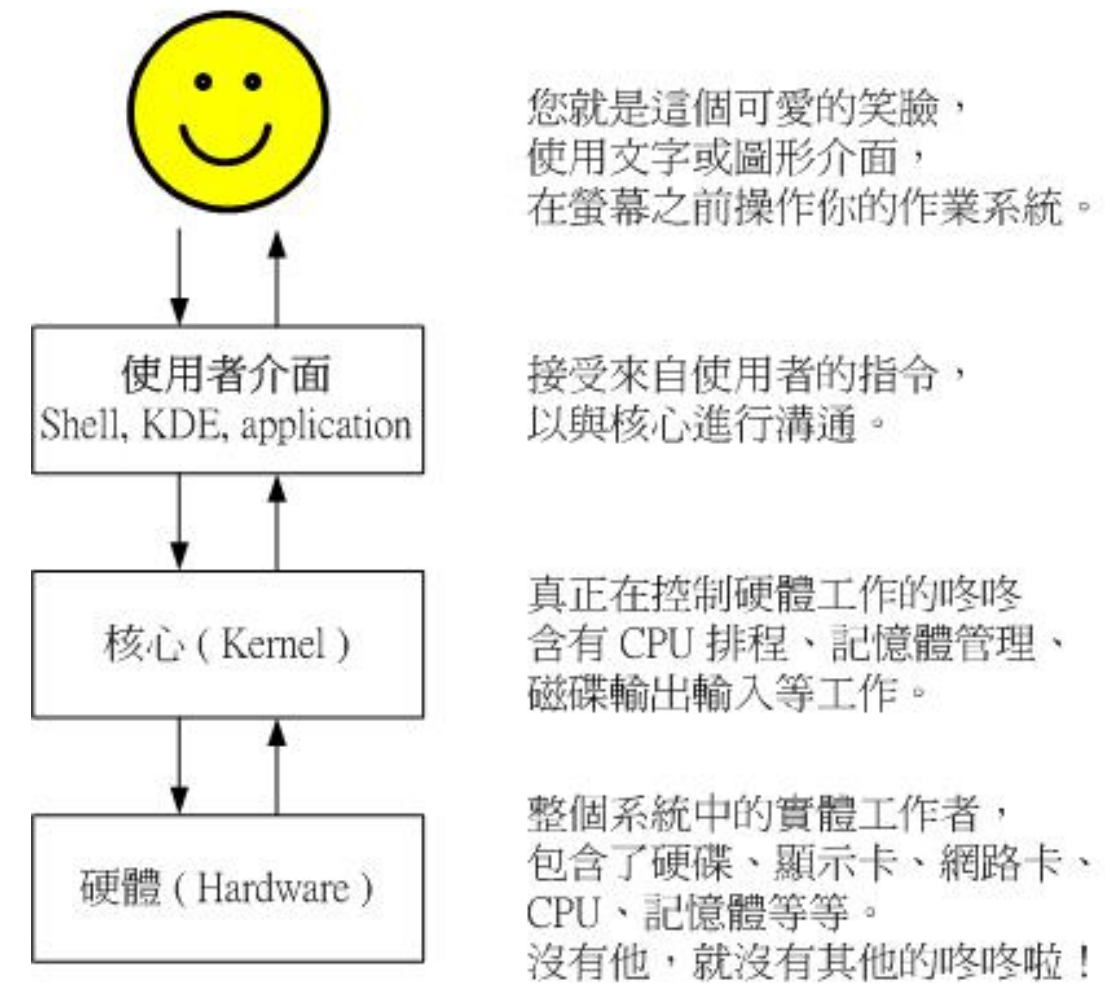 您就是這個可愛的笑臉，
使用文字或圖形介面，
在螢幕之前操作你的作業系統。
使用者介面
Shell, KDE, application
接受來自使用者的指令，
以與核心進行溝通。
核心 ( Kernel )
真正在控制硬體工作的咚咚
含有 CPU 排程、記憶體管理、
磁碟輸出輸入等工作。
硬體 ( Hardware )
整個系統中的實體工作者，
包含了硬碟、顯示卡、網路卡、
CPU、記憶體等等。
沒有他，就沒有其他的咚咚啦！